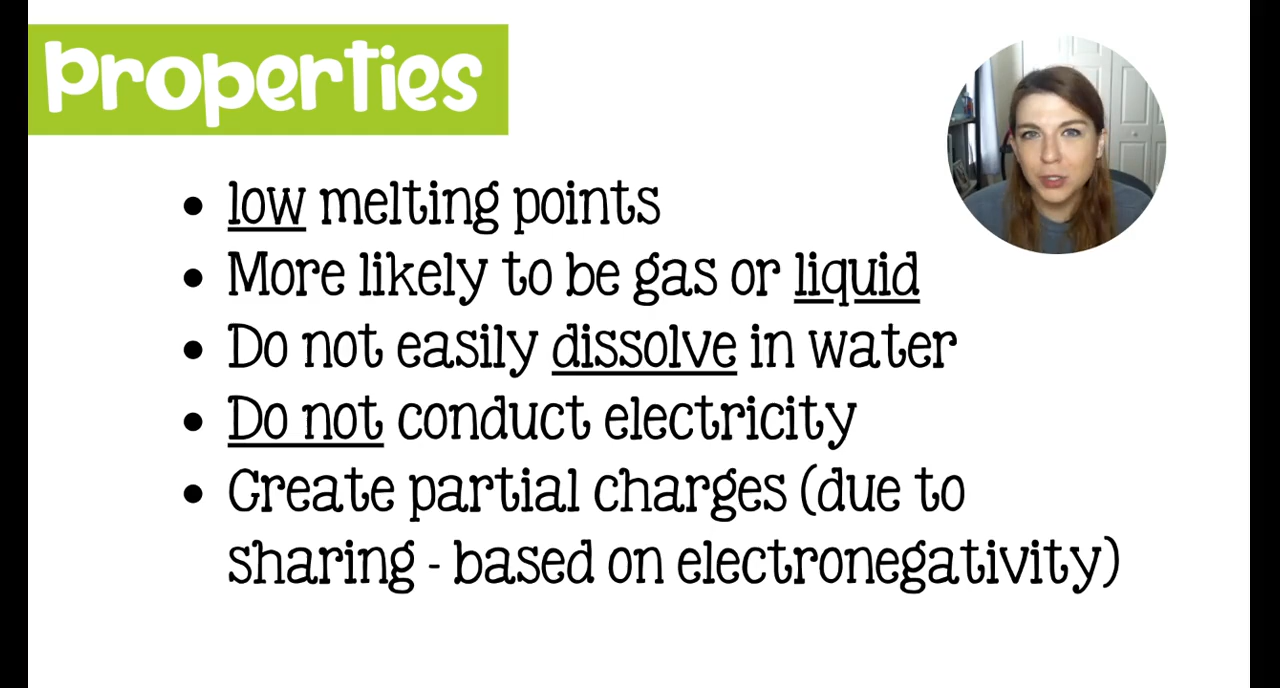 Properties
• low melting points
• More likely to be gas or liquid
• Do not easily dissolve in water
• Do not conduct electricity
• Create partial charges (due to
sharing - based on electronegativity)